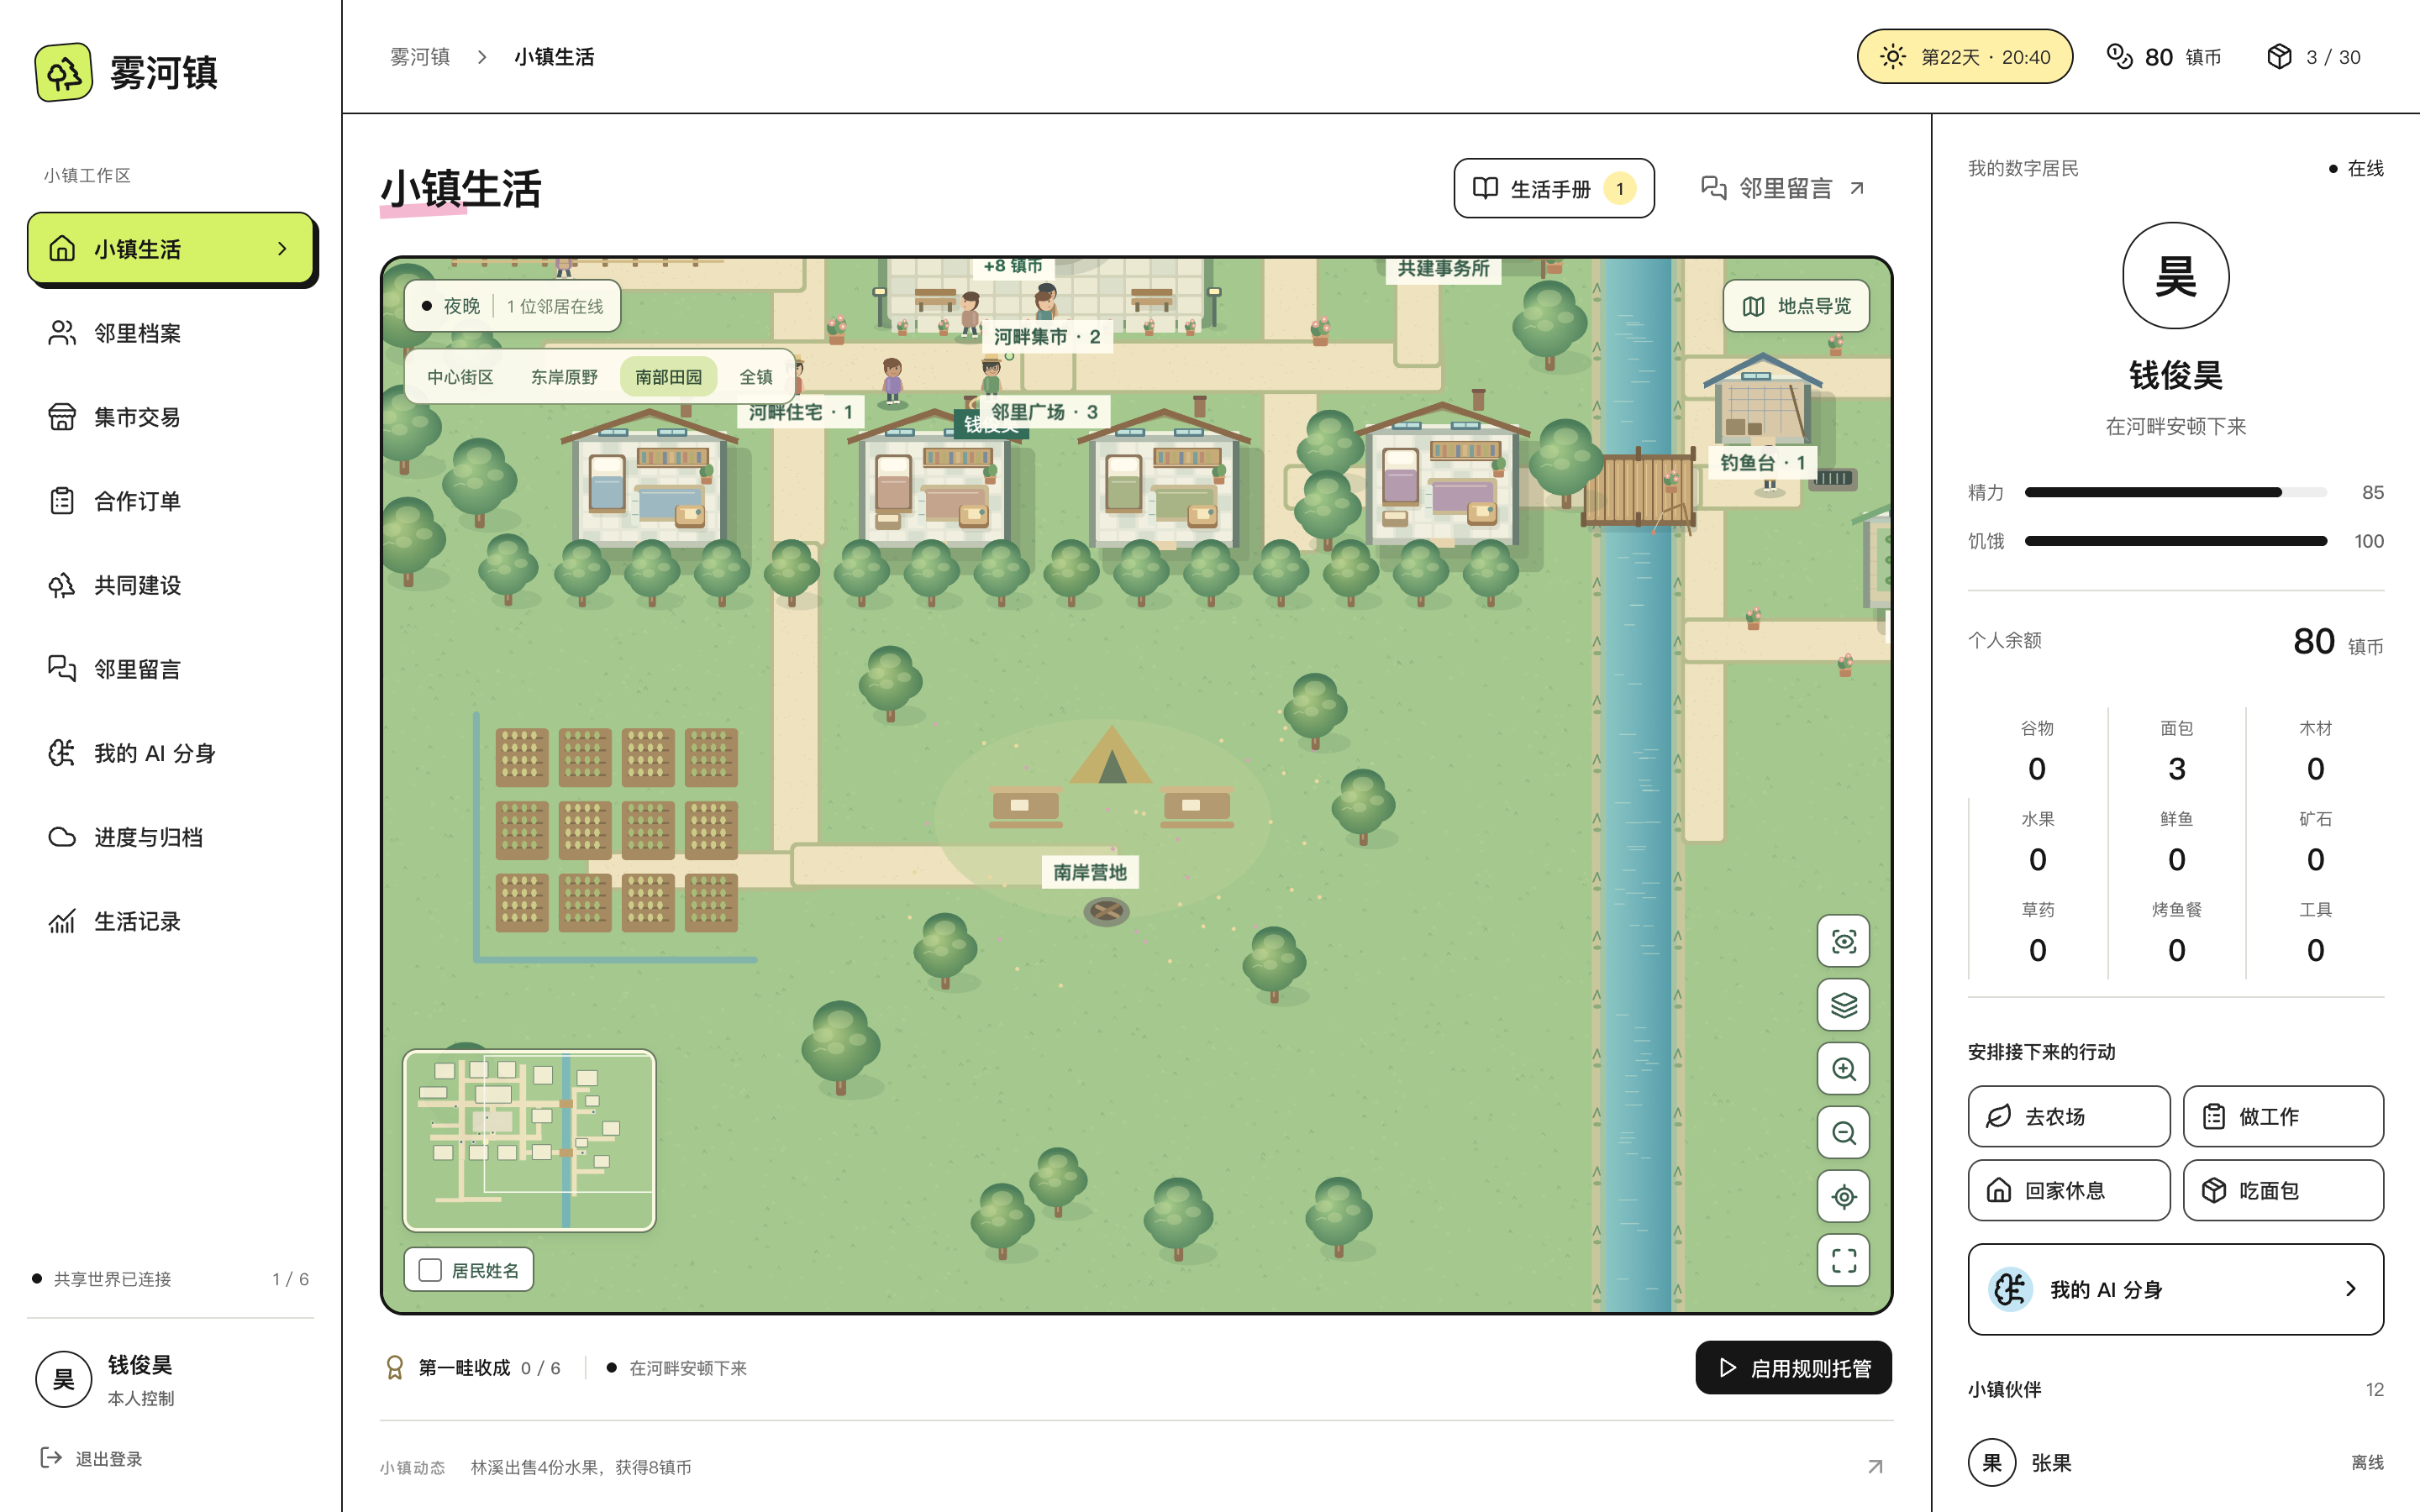 雾河镇
小镇工作区
小镇生活
邻里档案
集市交易
合作订单
共同建设
邻里留言
我的 AI 分身
进度与归档
生活记录
共享世界已连接 1 / 6
昊 钱俊昊
本人控制
退出登录
雾河镇 小镇生活
第22天 · 20:40 80 镇币 3 / 30
小镇生活
生活手册 1 邻里留言
+8 镇币
共建事务所
夜晚 1 位邻居在线
地点导览
河畔集市 · 2
中心街区 东岸原野 南部田园 全镇
河畔住宅 · 1
邻里广场 · 3
钓鱼台 · 1
南岸营地
居民姓名
第一畦收成 0 / 6 在河畔安顿下来
启用规则托管
小镇动态 林溪出售4份水果，获得8镇币
我的数字居民 在线
昊
钱俊昊
在河畔安顿下来
精力 85
饥饿 100
个人余额 80 镇币
谷物 面包 木材
0 3 0
水果 鲜鱼 矿石
0 0 0
草药 烤鱼餐 工具
0 0 0
安排接下来的行动
去农场 做工作
回家休息 吃面包
我的 AI 分身
小镇伙伴 12
果 张果 离线